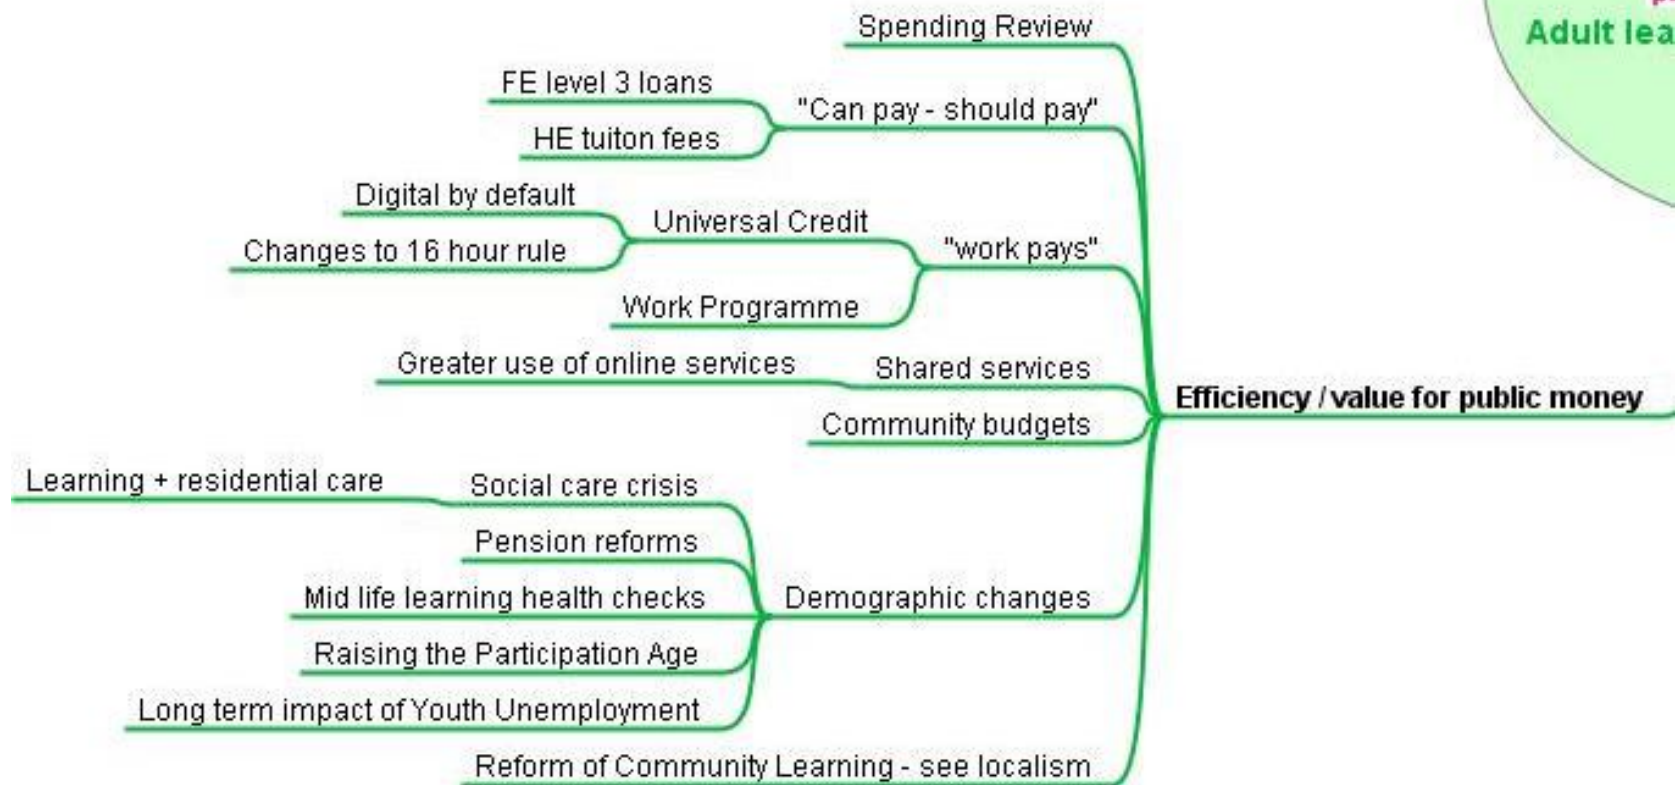 Adult
Spending Review
FE level 3 loans
"Can pay - should pay"
HE tuiton fees
Digital by default
Universal Credit
Changes to 16 hour rule
"work pays"
Work Programme
Greater use of online services
Shared services
Efficiency / value for public money
Community budgets
Learning + residential care
Social care crisis
Pension reforms
Mid life learning health checks
Demographic changes
Raising the Participation Age
Long term impact of Youth Unemployment
Reform of Community Learning - see localism